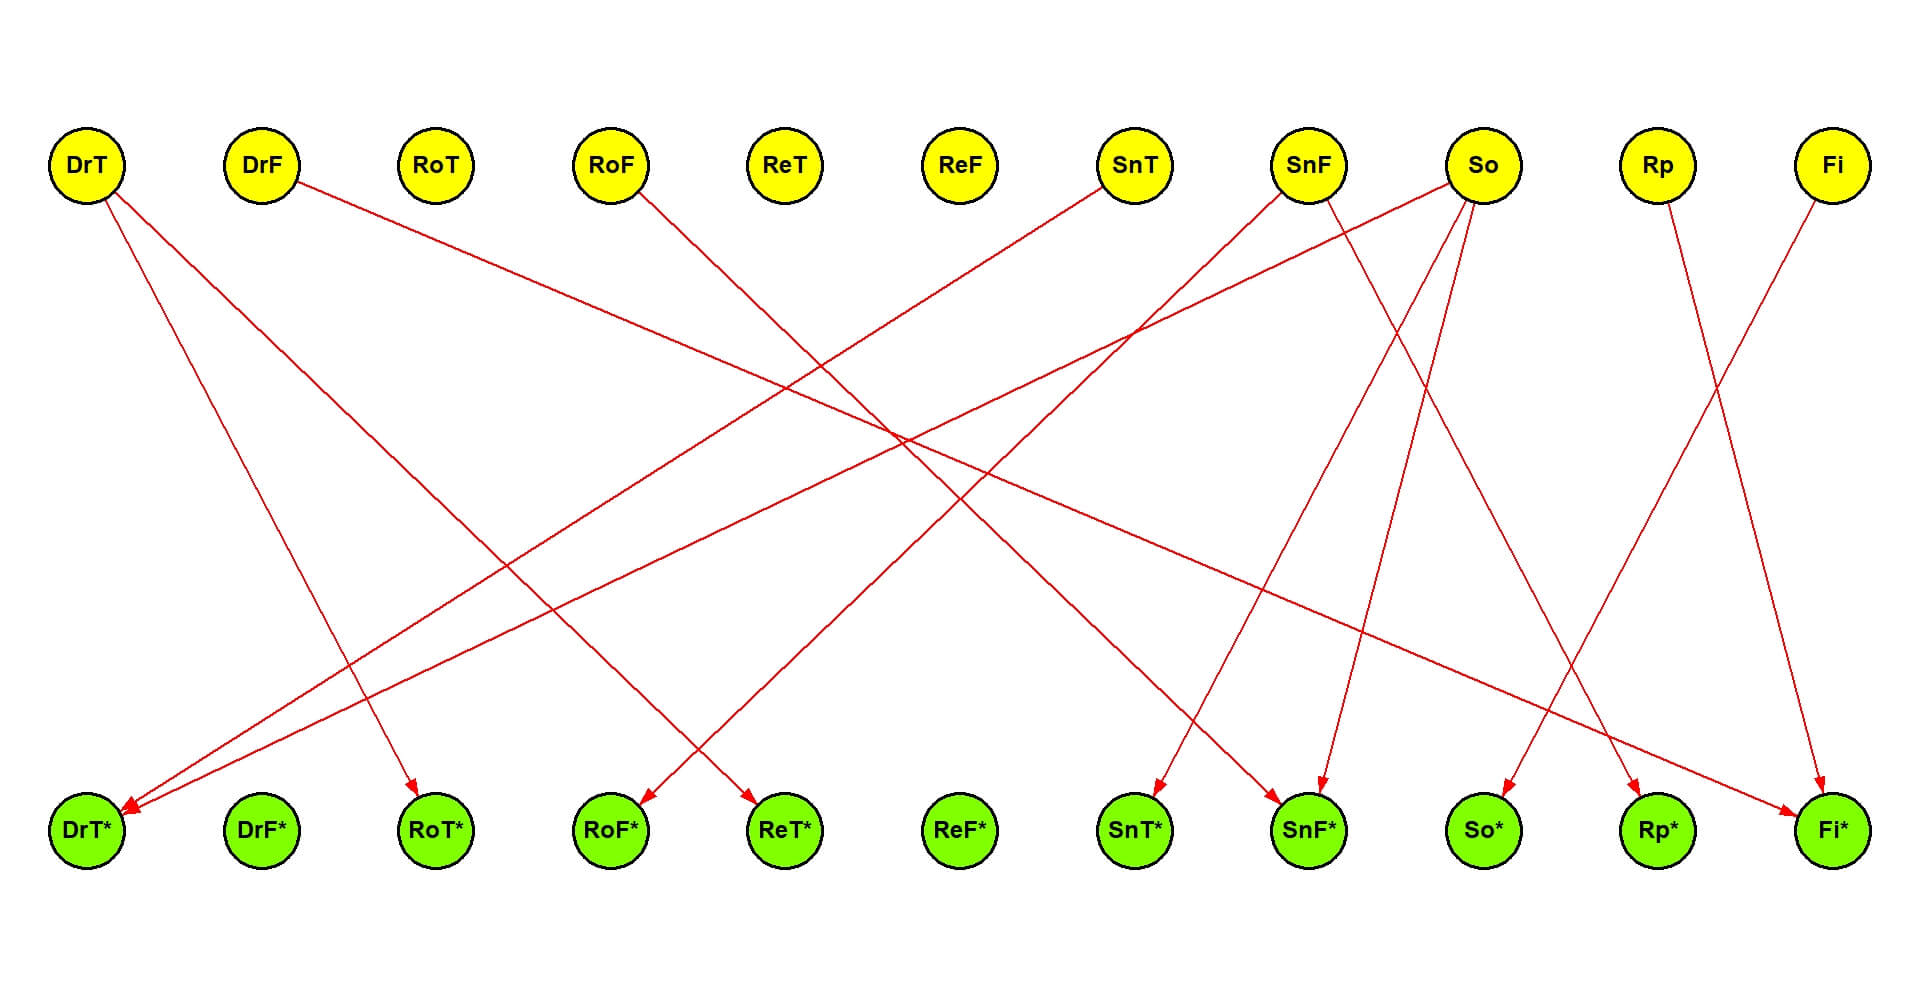 DrT DrF RoT RoF ReT ReF SnT SnF So Rp Fi
DrT* DrF* RoT* RoF* ReT* ReF* SnT* SnF* So* Rp* Fi*